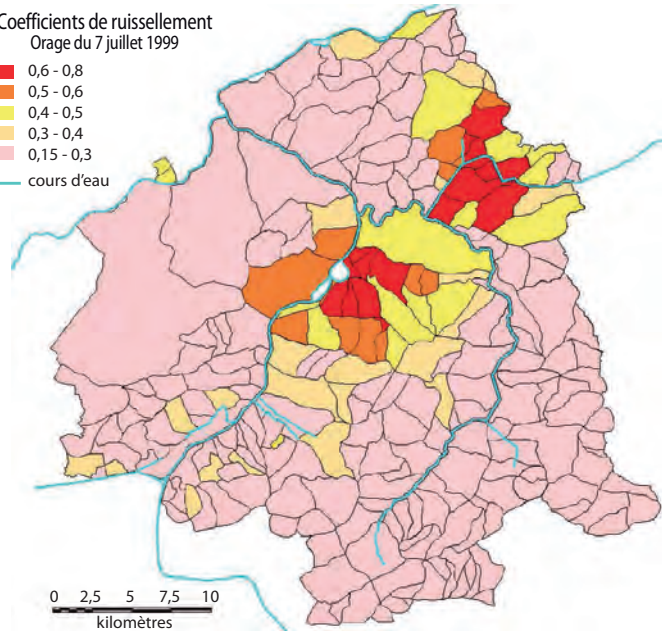 Coefficients de ruissellement
Orage du 7 juillet 1999
0,6 - 0,8
0,5 - 0,6
0,4 - 0,5
0,3 - 0,4
0,15 - 0,3
cours d'eau
0 2,5 5 7,5 10
kilomètres